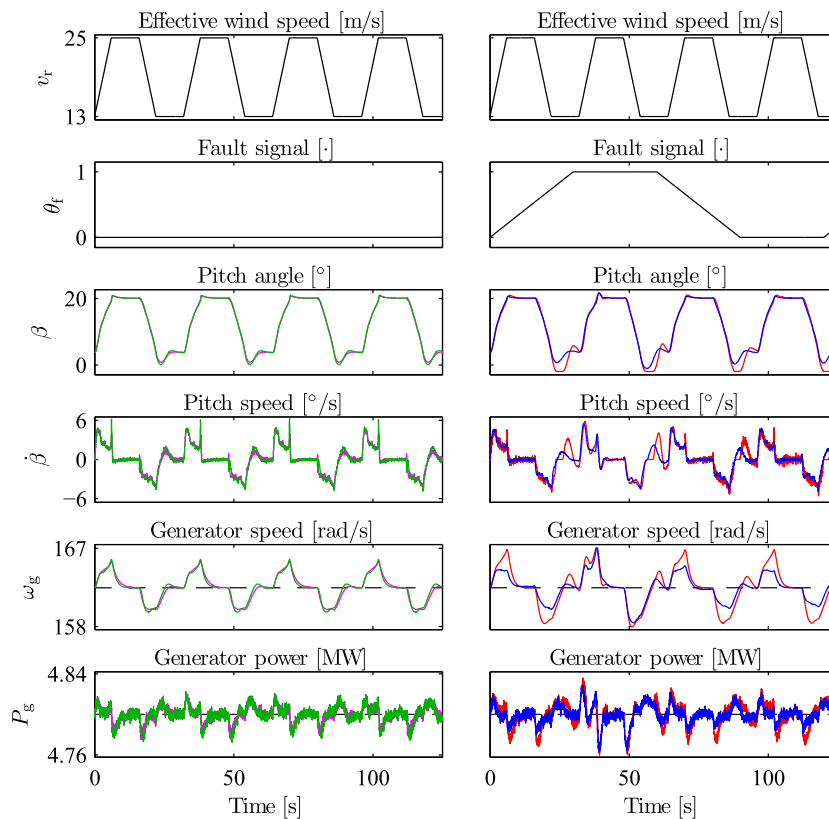 Effective wind speed [m/s]
25
v_r
13
Fault signal [·]
1
θ_f
0
Pitch angle [°]
20
β
0
Pitch speed [°/s]
6
β̇
0
−6
Generator speed [rad/s]
167
ω_g
158
Generator power [MW]
4.84
P_g
4.76
0 50 100
Time [s]
Effective wind speed [m/s]
Fault signal [·]
Pitch angle [°]
Pitch speed [°/s]
Generator speed [rad/s]
Generator power [MW]
0 50 100
Time [s]